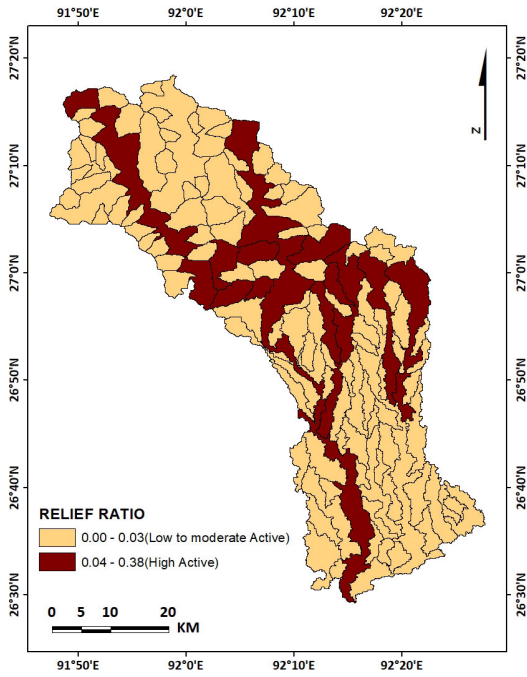 91°50'E 92°0'E 92°10'E 92°20'E
27°20'N 27°20'N
N
27°10'N 27°10'N
27°0'N 27°0'N
26°50'N 26°50'N
26°40'N 26°40'N
RELIEF RATIO
0.00 - 0.03(Low to moderate Active)
0.04 - 0.38(High Active)
26°30'N 26°30'N
0 5 10 20
KM
91°50'E 92°0'E 92°10'E 92°20'E